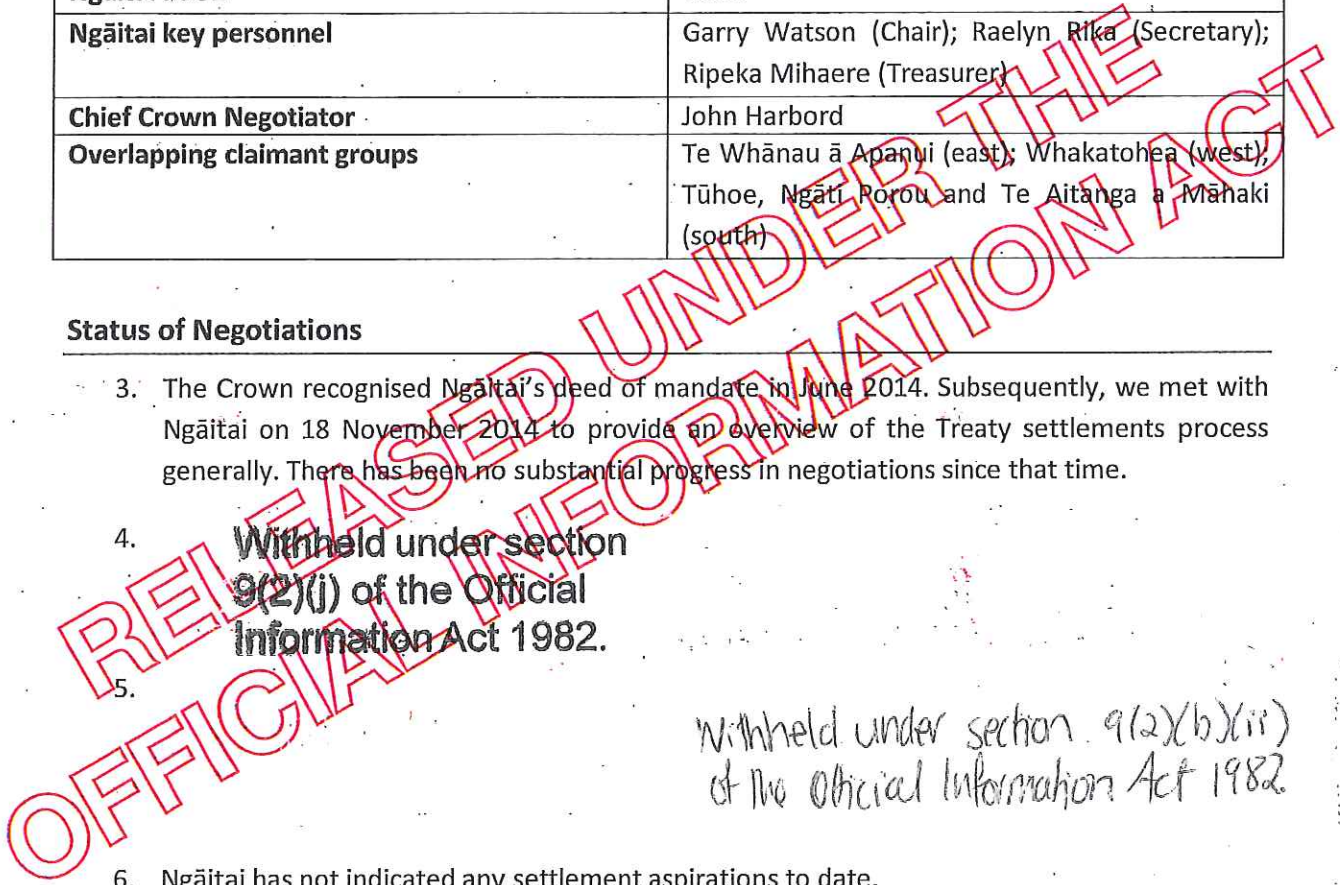 Ngāitai key personnel
Garry Watson (Chair); Raelyn Rika (Secretary);
Ripeka Mihaere (Treasurer)
Chief Crown Negotiator
John Harbord
Overlapping claimant groups
Te Whānau ā Apanui (east); Whakatohea (west);
Tūhoe, Ngāti Porou and Te Aitanga a Māhaki
(south)
Status of Negotiations
3. The Crown recognised Ngāitai's deed of mandate in June 2014. Subsequently, we met with
Ngāitai on 18 November 2014 to provide an overview of the Treaty settlements process
generally. There has been no substantial progress in negotiations since that time.
4.
Withheld under section
9(2)(j) of the Official
Information Act 1982.
5.
Withheld under section 9(2)(b)(ii)
of the Official Information Act 1982.
6. Ngāitai has not indicated any settlement aspirations to date.
RELEASED UNDER THE
OFFICIAL INFORMATION ACT